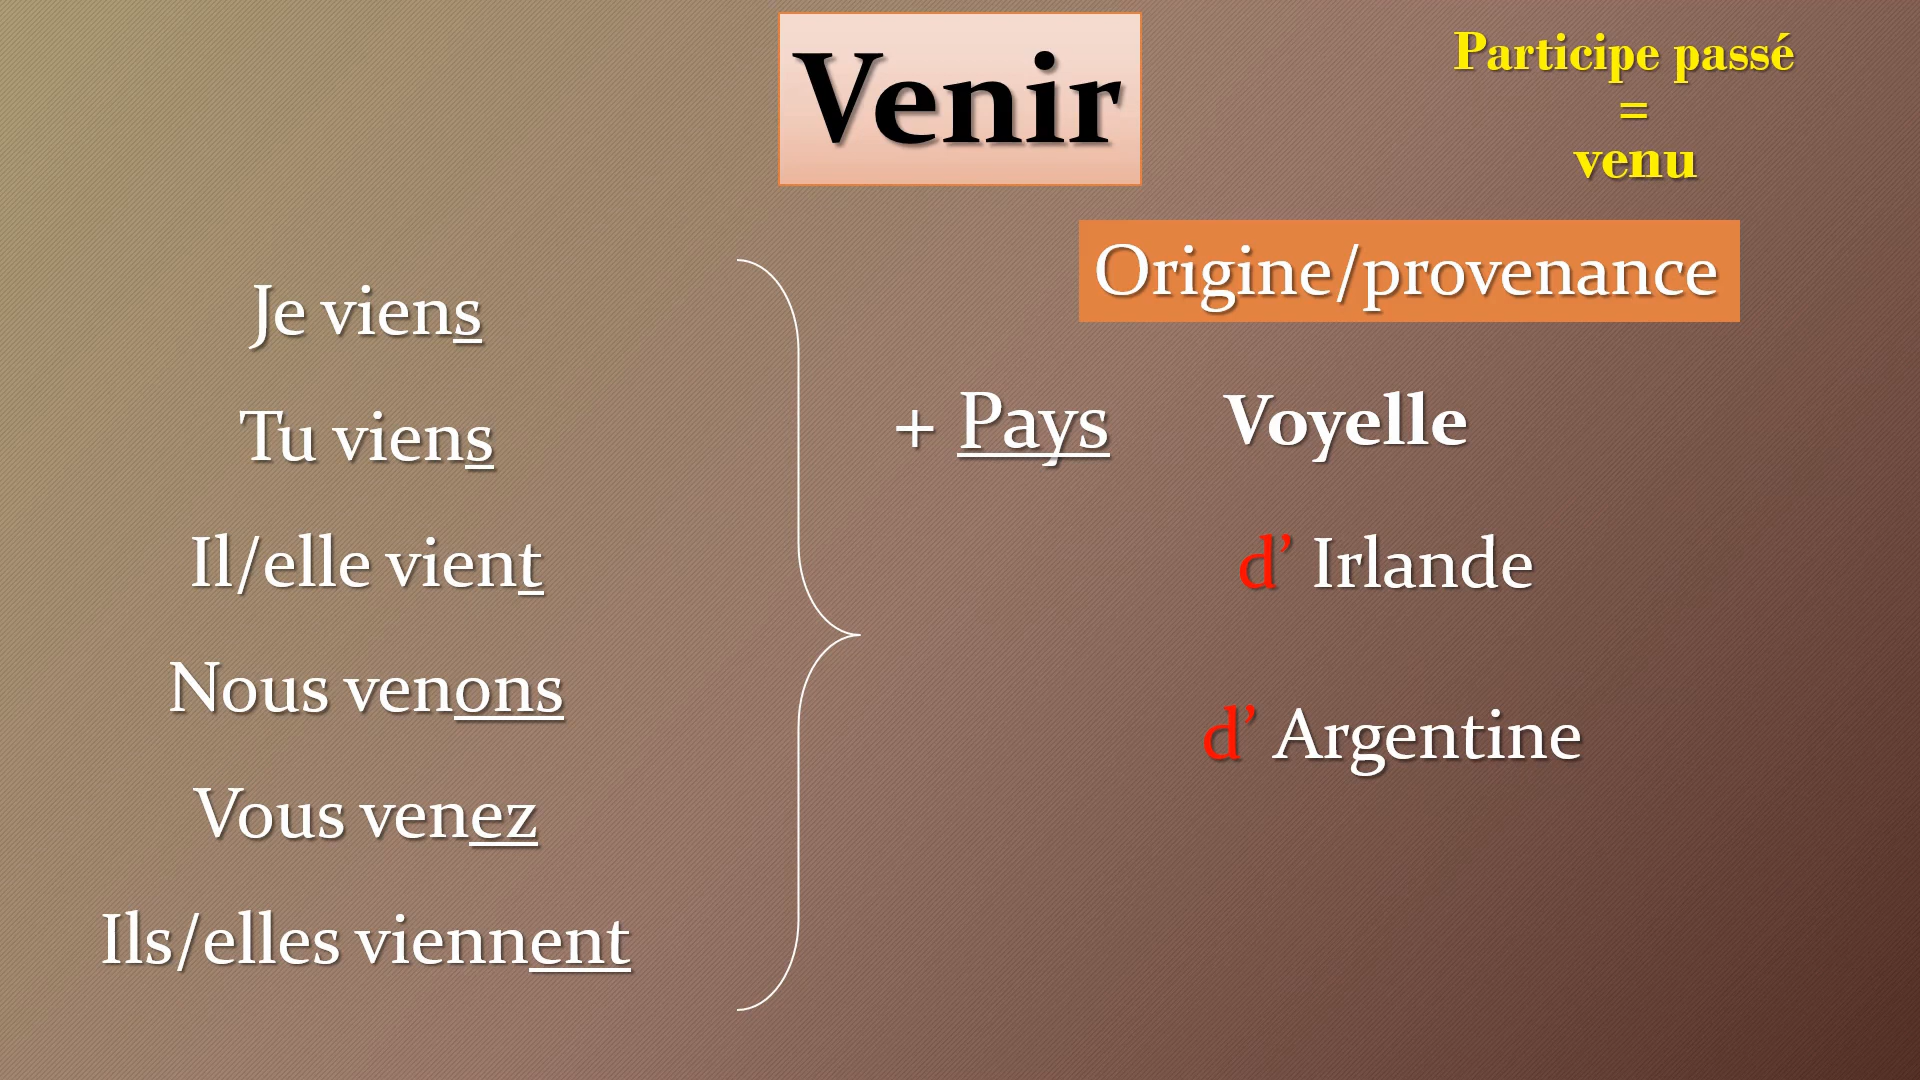 Venir
Participe passé
=
venu
Origine/provenance
Je viens
Tu viens
Il/elle vient
Nous venons
Vous venez
Ils/elles viennent
+ Pays
Voyelle
d’ Irlande
d’ Argentine